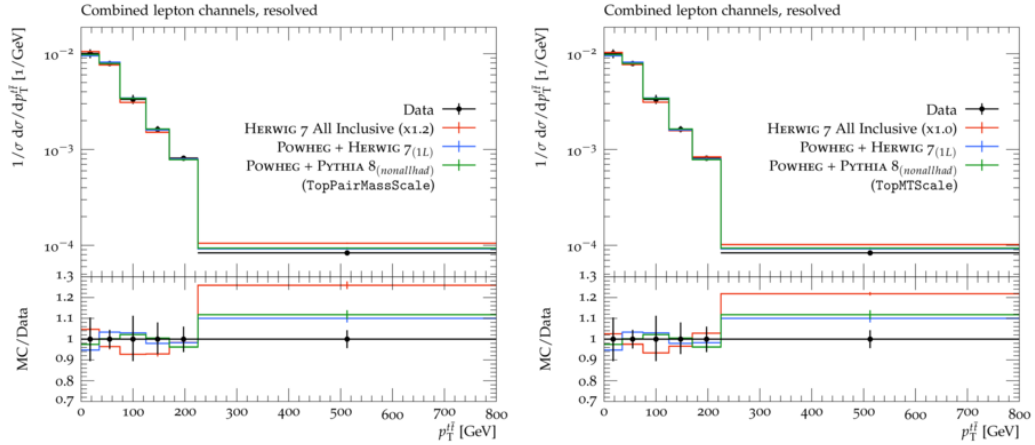 Combined lepton channels, resolved
1/σ dσ/dp_T^{tt̄} [1/GeV]
10⁻²
10⁻³
10⁻⁴
Data
Herwig 7 All Inclusive (x1.2)
Powheg + Herwig 7(1L)
Powheg + Pythia 8(nonallhad)
(TopPairMassScale)
MC/Data
1.3
1.2
1.1
1.0
0.9
0.8
0.7
0 100 200 300 400 500 600 700 800
p_T^{tt̄} [GeV]
Combined lepton channels, resolved
1/σ dσ/dp_T^{tt̄} [1/GeV]
10⁻²
10⁻³
10⁻⁴
Data
Herwig 7 All Inclusive (x1.0)
Powheg + Herwig 7(1L)
Powheg + Pythia 8(nonallhad)
(TopMTScale)
MC/Data
1.3
1.2
1.1
1.0
0.9
0.8
0.7
0 100 200 300 400 500 600 700 800
p_T^{tt̄} [GeV]